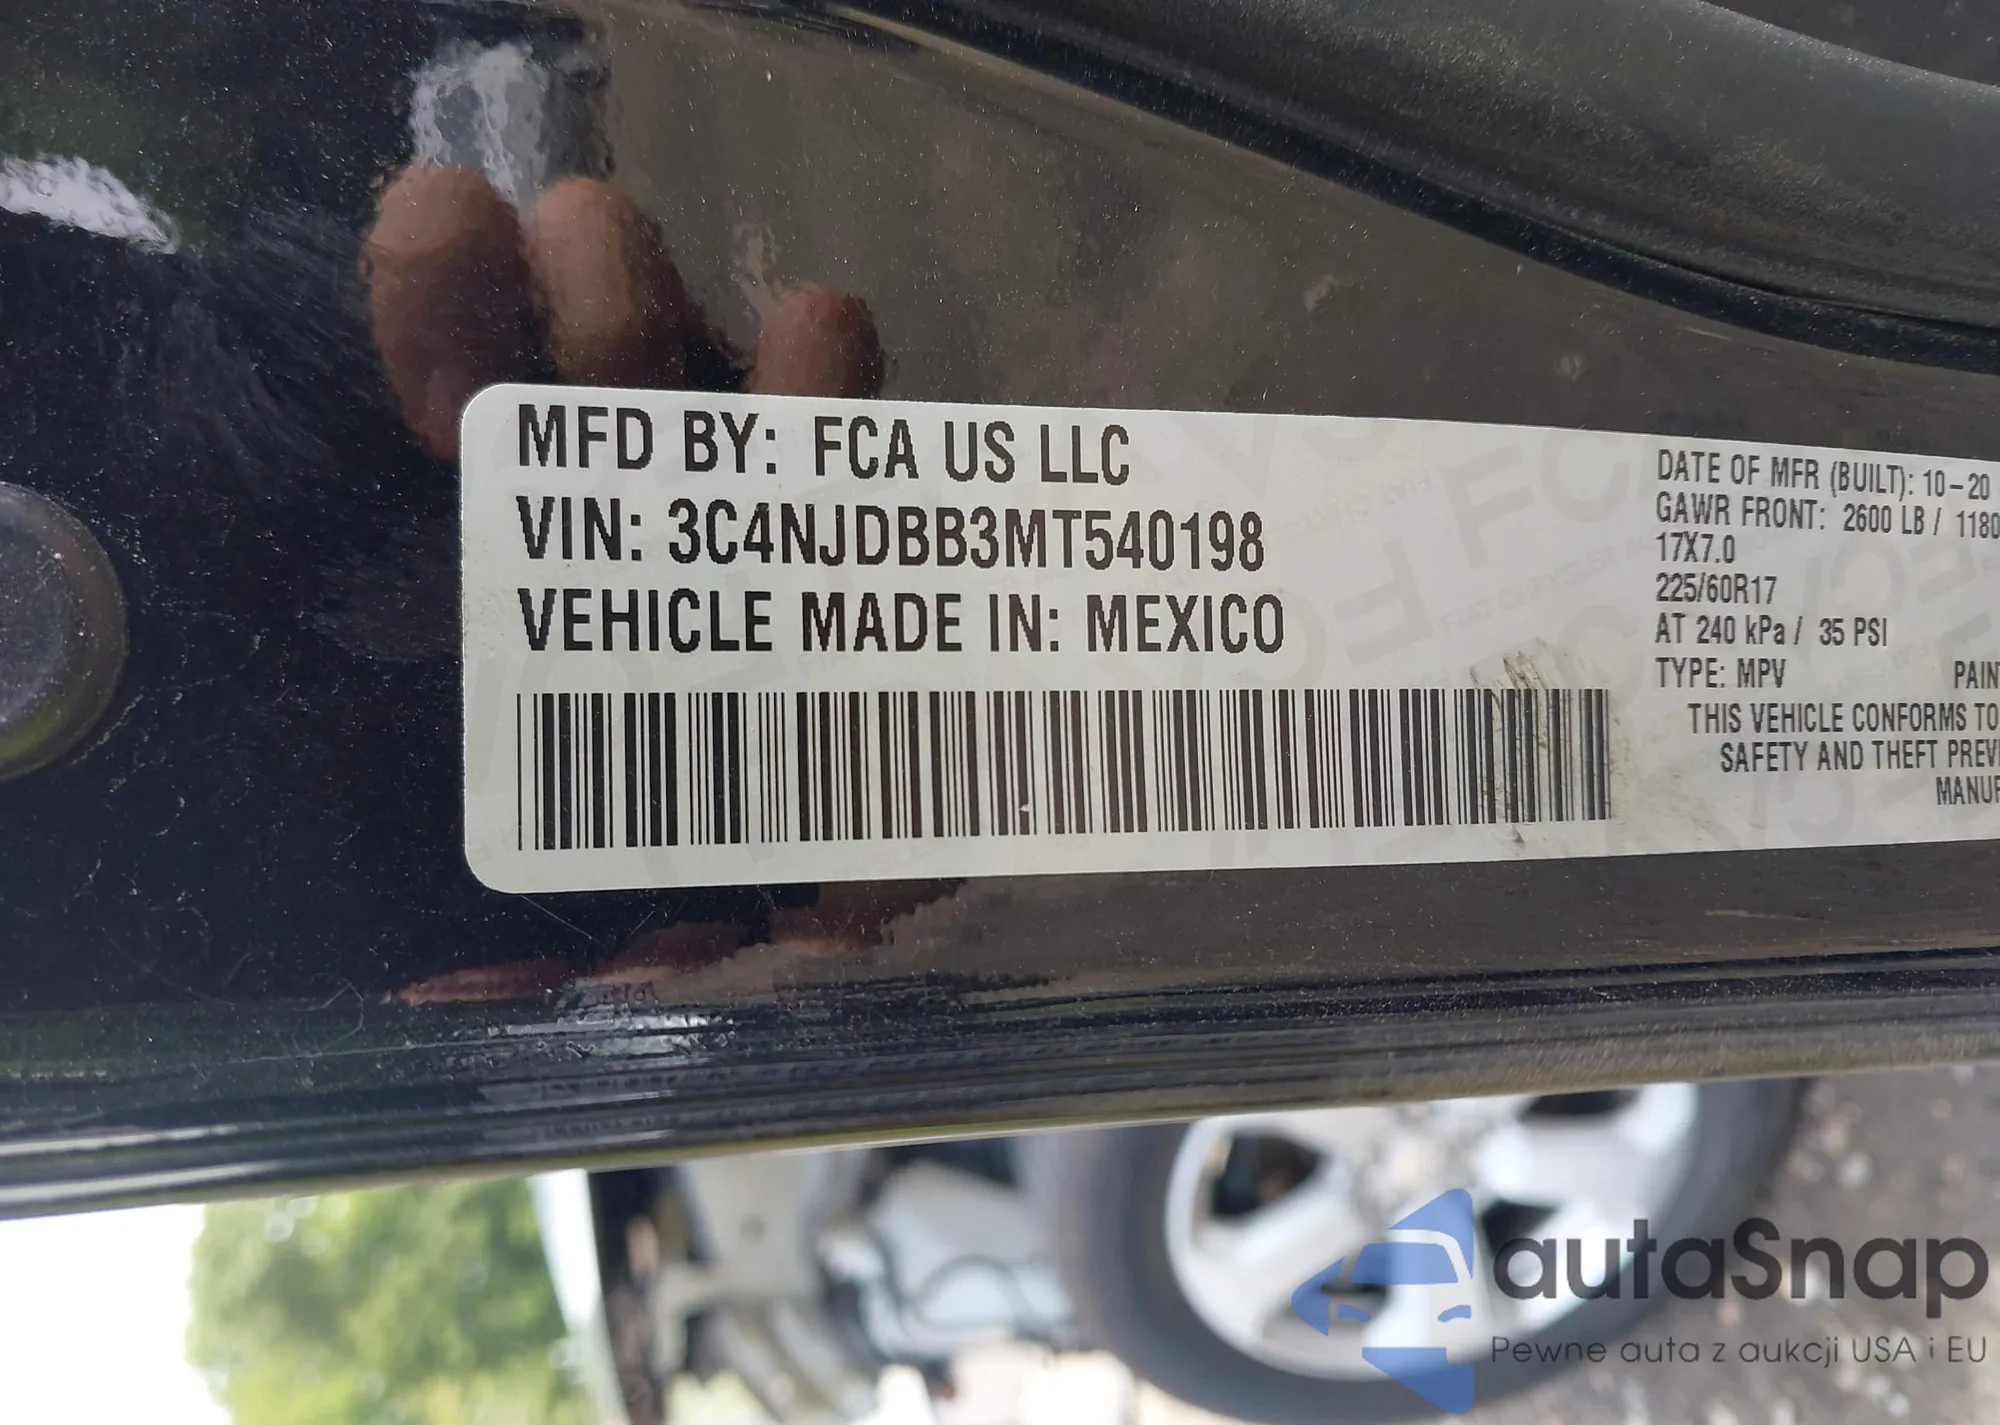 MFD BY: FCA US LLC
VIN: 3C4NJDBB3MT540198
VEHICLE MADE IN: MEXICO
DATE OF MFR (BUILT): 10-20
GAWR FRONT: 2600 LB / 1180
17X7.0
225/60R17
AT 240 kPa / 35 PSI
TYPE: MPV PAIN
THIS VEHICLE CONFORMS TO
SAFETY AND THEFT PREV
MANUF
autaSnap
Pewne auta z aukcji USA i EU